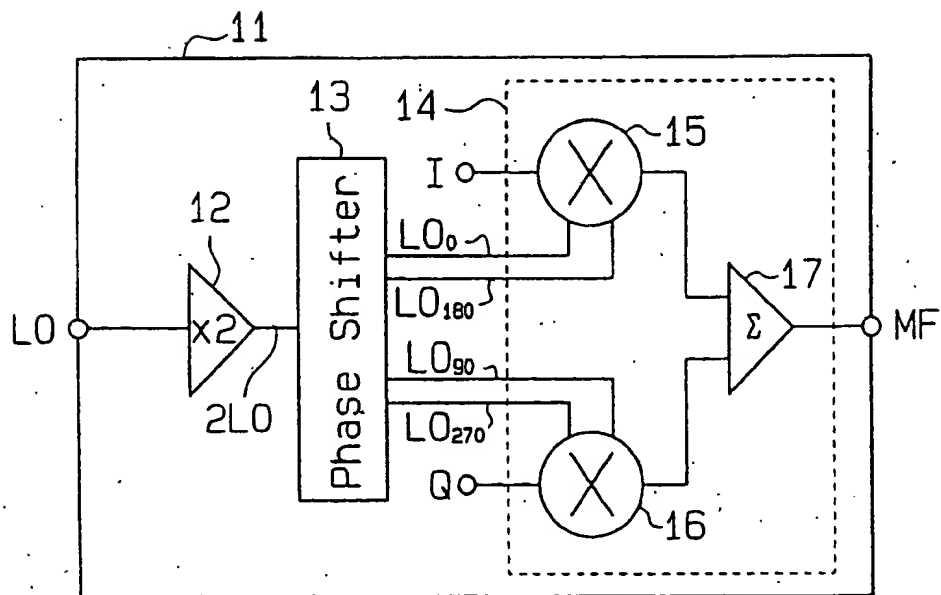 11
13
14
15
I
12
LO₀
17
LO
x2
Phase Shifter
LO₁₈₀
Σ
MF
LO₉₀
2LO
LO₂₇₀
Q
16